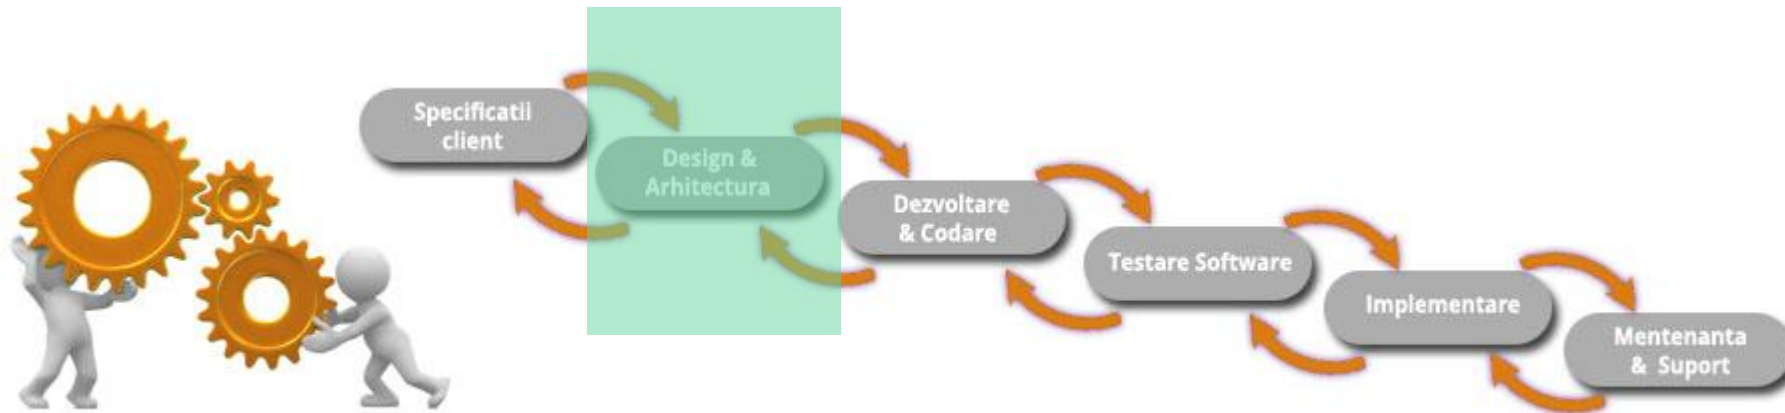 Specificatii
client
Design &
Arhitectura
Dezvoltare
& Codare
Testare Software
Implementare
Mentenanta
& Suport